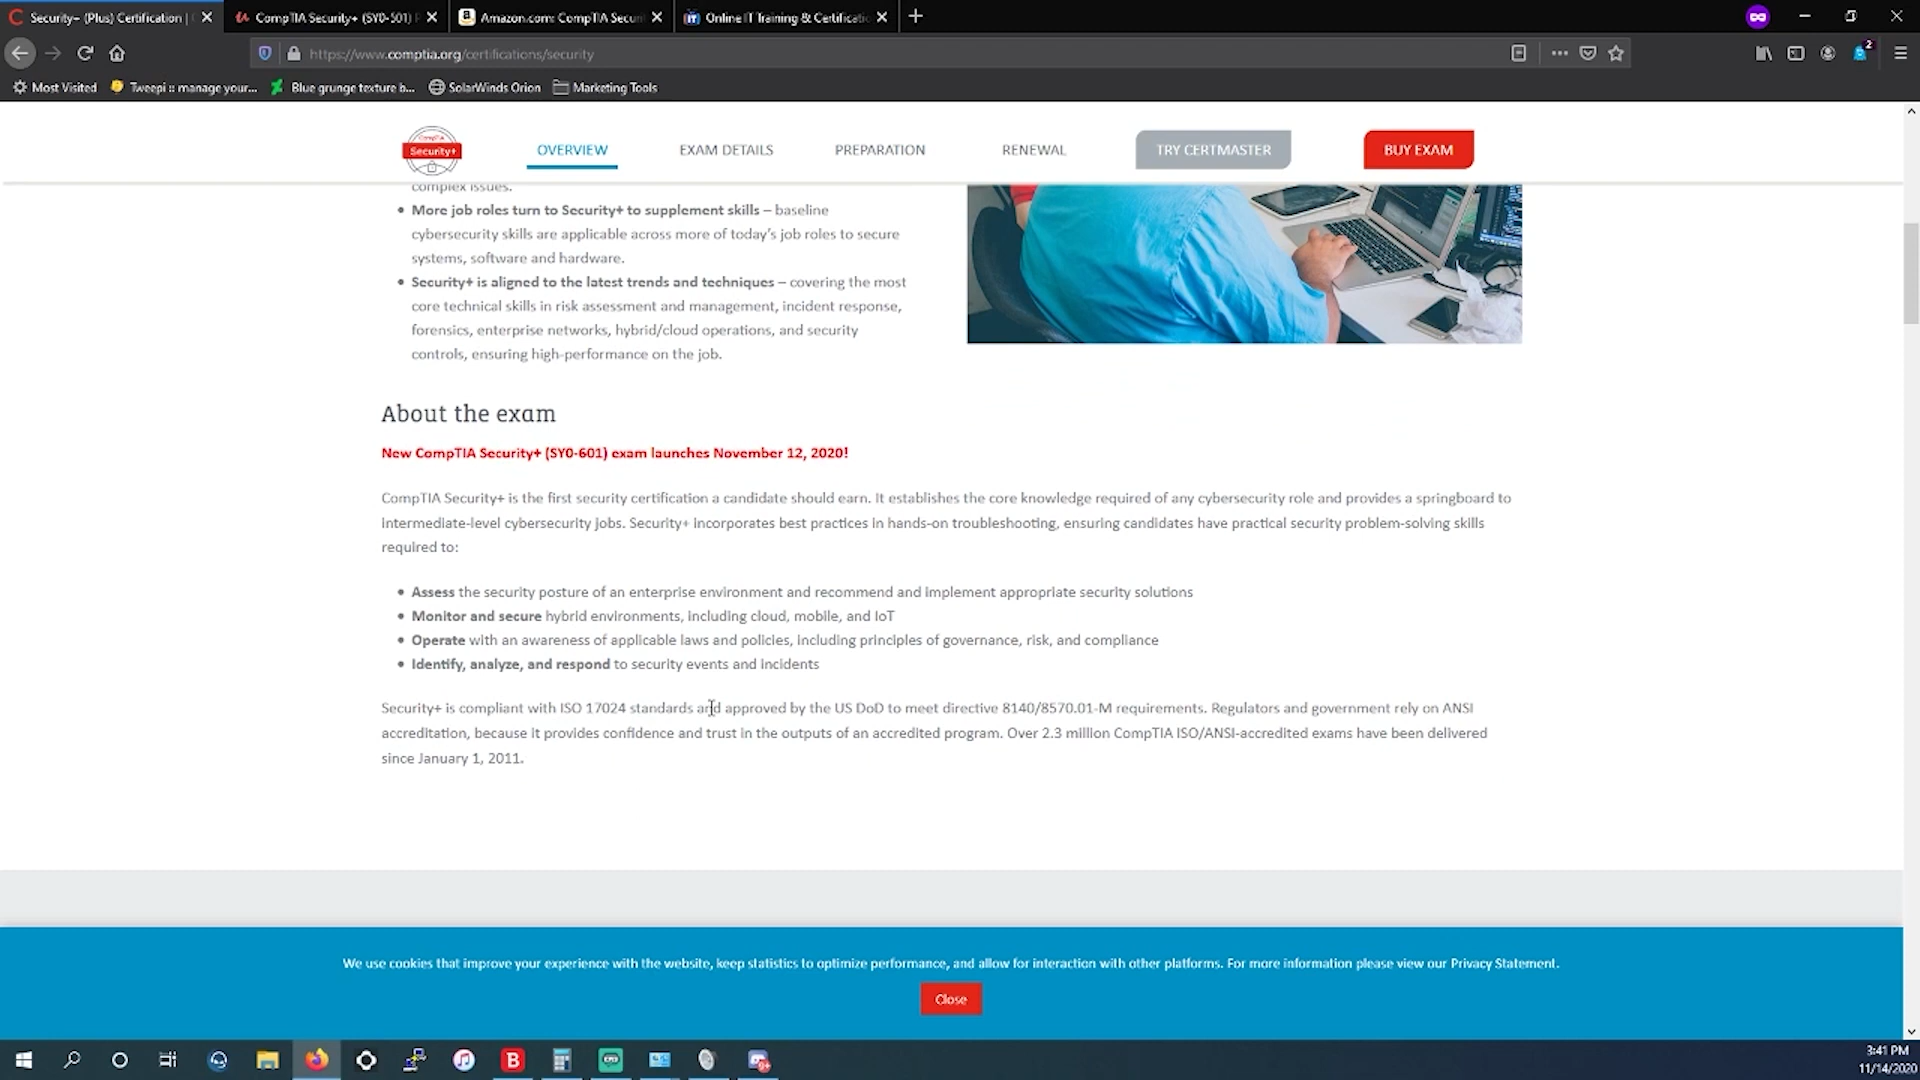 Security+ (Plus) Certification |
CompTIA Security+ (SY0-501) P
Amazon.com: CompTIA Securi
Online IT Training & Certificatio
https://www.comptia.org/certifications/security
2
Most Visited
Tweepi :: manage your...
Blue grunge texture b...
SolarWinds Orion
Marketing Tools
CompTIA
Security+
OVERVIEW
EXAM DETAILS
PREPARATION
RENEWAL
TRY CERTMASTER
BUY EXAM
complex issues.
• More job roles turn to Security+ to supplement skills – baseline
cybersecurity skills are applicable across more of today's job roles to secure
systems, software and hardware.
• Security+ is aligned to the latest trends and techniques – covering the most
core technical skills in risk assessment and management, incident response,
forensics, enterprise networks, hybrid/cloud operations, and security
controls, ensuring high-performance on the job.
About the exam
New CompTIA Security+ (SY0-601) exam launches November 12, 2020!
CompTIA Security+ is the first security certification a candidate should earn. It establishes the core knowledge required of any cybersecurity role and provides a springboard to
intermediate-level cybersecurity jobs. Security+ incorporates best practices in hands-on troubleshooting, ensuring candidates have practical security problem-solving skills
required to:
• Assess the security posture of an enterprise environment and recommend and implement appropriate security solutions
• Monitor and secure hybrid environments, including cloud, mobile, and IoT
• Operate with an awareness of applicable laws and policies, including principles of governance, risk, and compliance
• Identify, analyze, and respond to security events and incidents
Security+ is compliant with ISO 17024 standards and approved by the US DoD to meet directive 8140/8570.01-M requirements. Regulators and government rely on ANSI
accreditation, because it provides confidence and trust in the outputs of an accredited program. Over 2.3 million CompTIA ISO/ANSI-accredited exams have been delivered
since January 1, 2011.
We use cookies that improve your experience with the website, keep statistics to optimize performance, and allow for interaction with other platforms. For more information please view our Privacy Statement.
Close
B
3:41 PM
11/14/2020